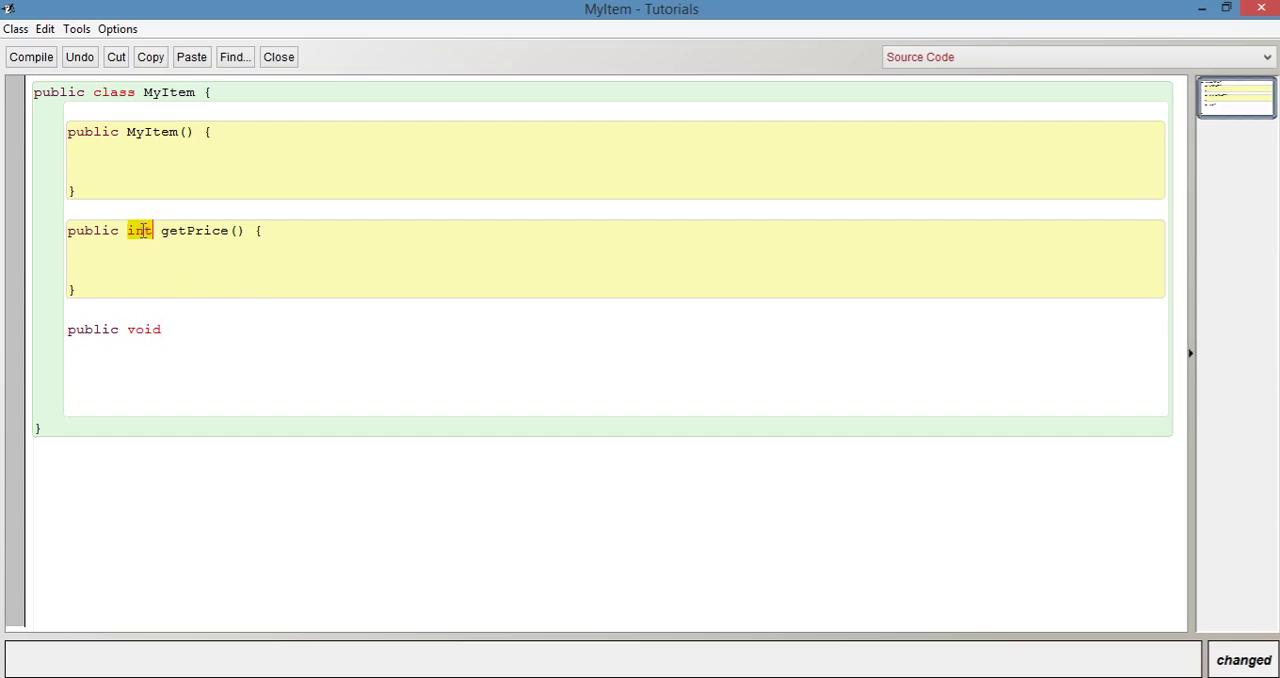 MyItem - Tutorials
Class Edit Tools Options
Compile Undo Cut Copy Paste Find... Close Source Code
public class MyItem {
public MyItem() {
}
public int getPrice() {
}
public void
}
changed